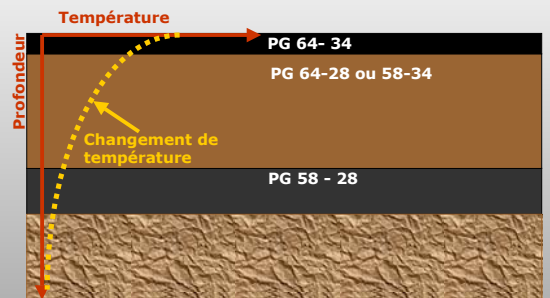 Température
Profondeur
PG 64- 34
PG 64-28 ou 58-34
Changement de
température
PG 58 - 28